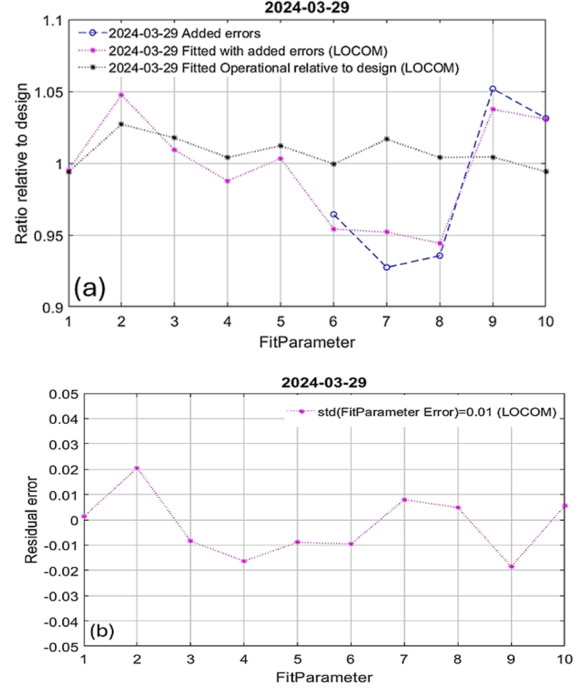 2024-03-29
1.1
2024-03-29 Added errors
2024-03-29 Fitted with added errors (LOCOM)
2024-03-29 Fitted Operational relative to design (LOCOM)
1.05
1
0.95
0.9
Ratio relative to design
(a)
1 2 3 4 5 6 7 8 9 10
FitParameter
2024-03-29
0.05
std(FitParameter Error)=0.01 (LOCOM)
0.04
0.03
0.02
0.01
0
-0.01
-0.02
-0.03
-0.04
-0.05
Residual error
(b)
1 2 3 4 5 6 7 8 9 10
FitParameter